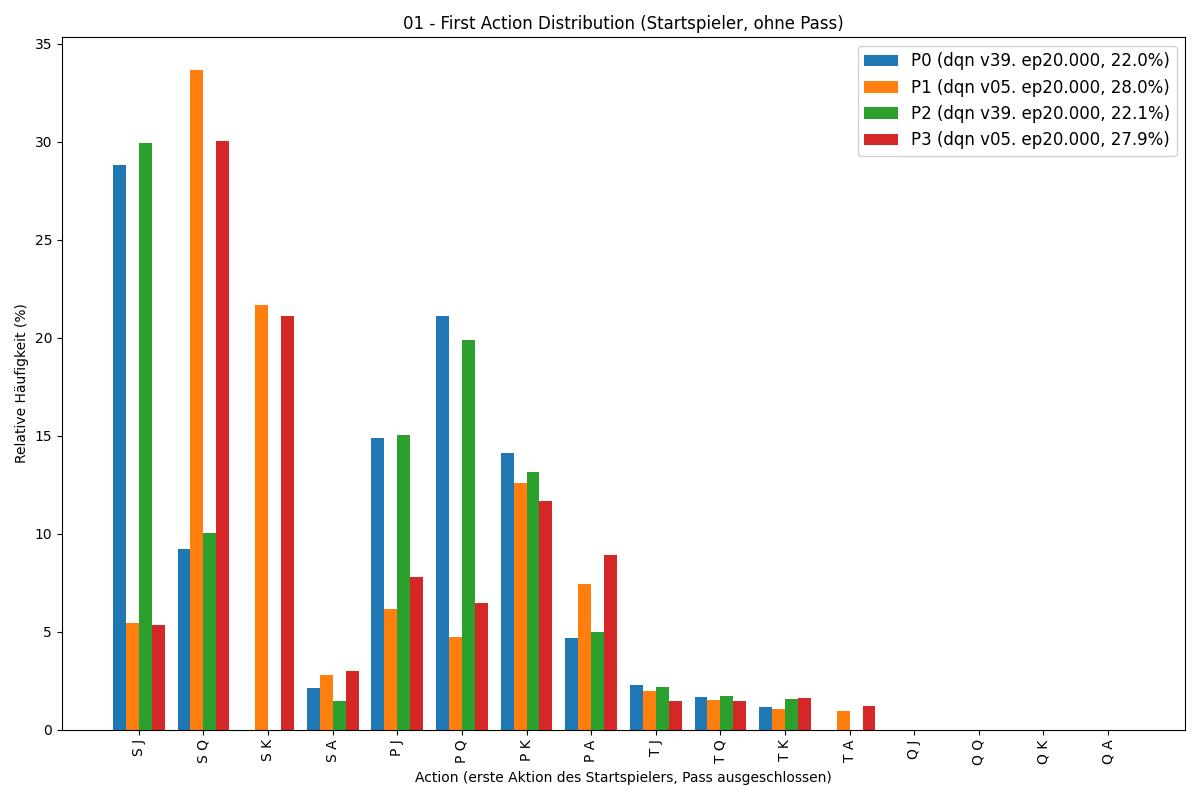 01 - First Action Distribution (Startspieler, ohne Pass)
P0 (dqn v39. ep20.000, 22.0%)
P1 (dqn v05. ep20.000, 28.0%)
P2 (dqn v39. ep20.000, 22.1%)
P3 (dqn v05. ep20.000, 27.9%)
Relative Häufigkeit (%)
35
30
25
20
15
10
5
0
S J
S Q
S K
S A
P J
P Q
P K
P A
T J
T Q
T K
T A
Q J
Q Q
Q K
Q A
Action (erste Aktion des Startspielers, Pass ausgeschlossen)